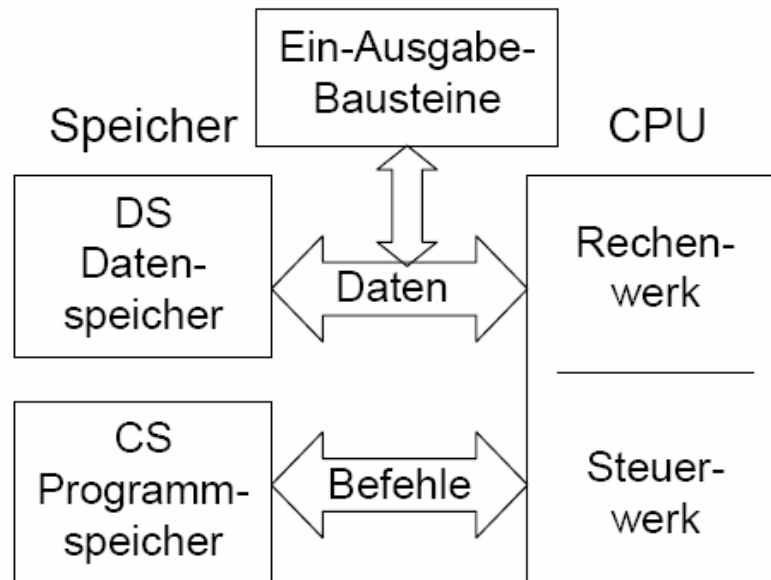 Ein-Ausgabe-
Bausteine
Speicher
CPU
DS
Daten-
speicher
Daten
Rechen-
werk
CS
Programm-
speicher
Befehle
Steuer-
werk